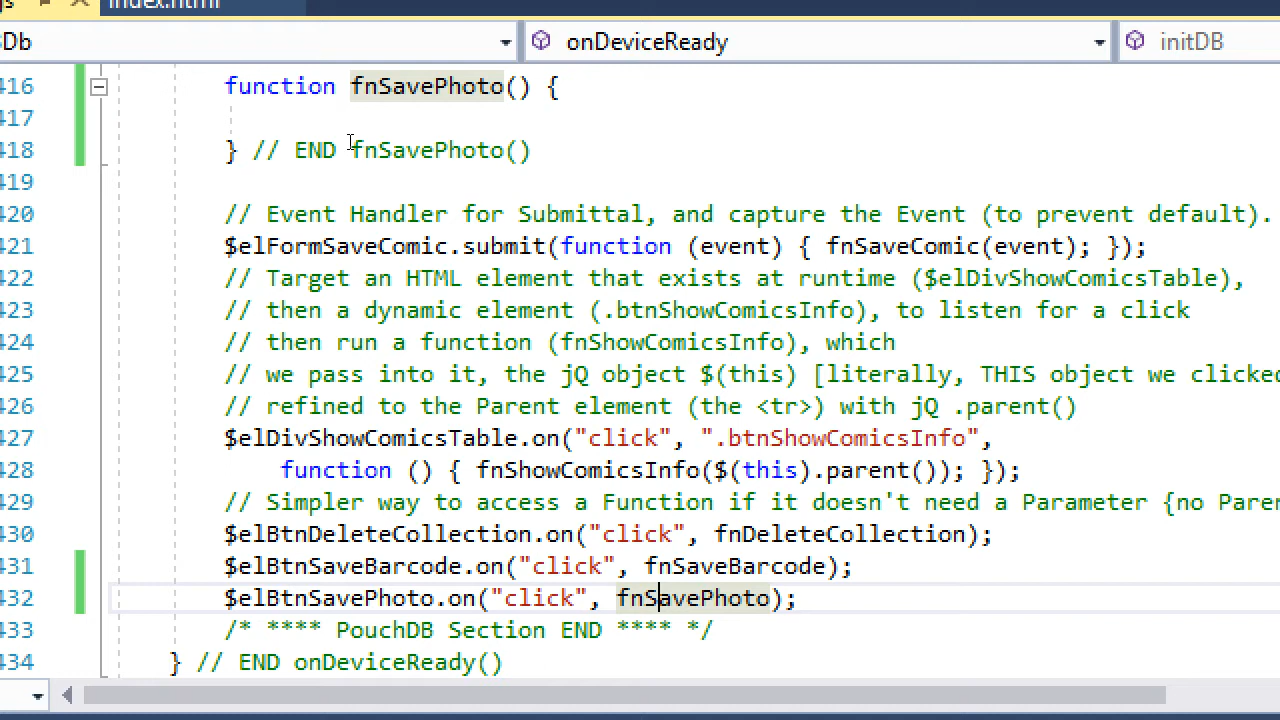 index.html
Db
onDeviceReady
initDB
416 function fnSavePhoto() {
417
418 } // END fnSavePhoto()
419
420 // Event Handler for Submittal, and capture the Event (to prevent default).
421 $elFormSaveComic.submit(function (event) { fnSaveComic(event); });
422 // Target an HTML element that exists at runtime ($elDivShowComicsTable),
423 // then a dynamic element (.btnShowComicsInfo), to listen for a click
424 // then run a function (fnShowComicsInfo), which
425 // we pass into it, the jQ object $(this) [literally, THIS object we clicked
426 // refined to the Parent element (the <tr>) with jQ .parent()
427 $elDivShowComicsTable.on("click", ".btnShowComicsInfo",
428 function () { fnShowComicsInfo($(this).parent()); });
429 // Simpler way to access a Function if it doesn't need a Parameter {no Paren
430 $elBtnDeleteCollection.on("click", fnDeleteCollection);
431 $elBtnSaveBarcode.on("click", fnSaveBarcode);
432 $elBtnSavePhoto.on("click", fnSavePhoto);
433 /* **** PouchDB Section END **** */
434 } // END onDeviceReady()